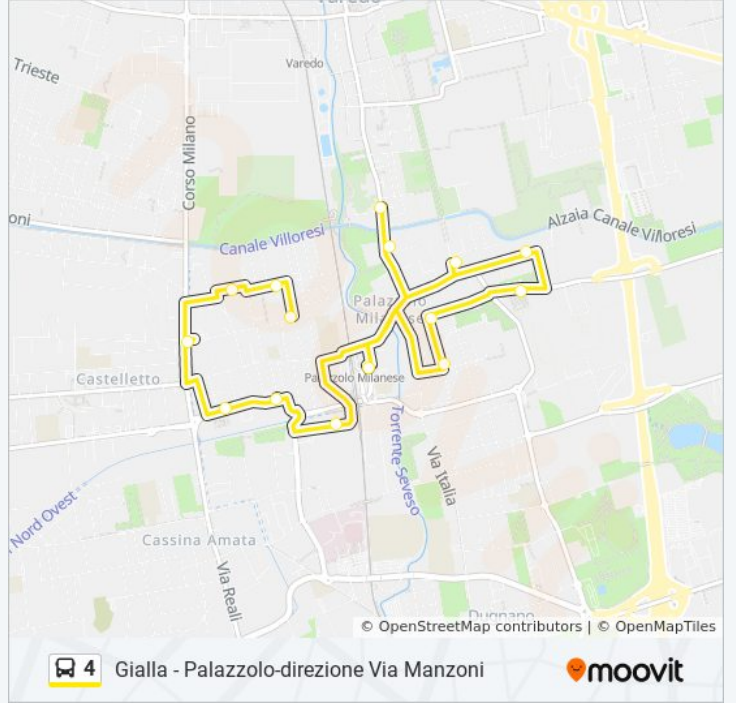 Varedo
Varedo
Trieste
Corso Milano
oni
Canale Villoresi
Alzaia Canale Villoresi
Palazzolo
Milanese
Castelletto
Palazzolo Milanese
Torrente Seveso
Via Italia
Nord Ovest
Cassina Amata
Via Reali
Dugnano
© OpenStreetMap contributors | © OpenMapTiles
4 Gialla - Palazzolo-direzione Via Manzoni
moovit